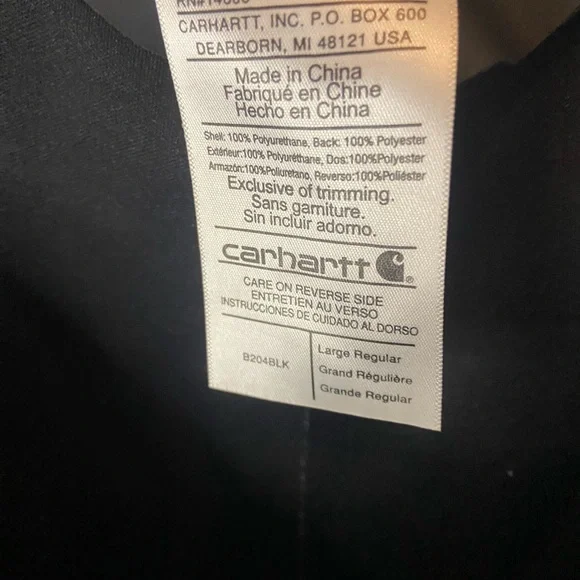 CARHARTT, INC. P.O. BOX 600
DEARBORN, MI 48121 USA
Made in China
Fabriqué en Chine
Hecho en China
Shell: 100% Polyurethane, Back: 100% Polyester
Extérieur:100% Polyuréthane, Dos:100%Polyester
Armazón:100%Poliuretano, Reverso:100%Poliéster
Exclusive of trimming.
Sans garniture.
Sin incluir adorno.
carhartt
CARE ON REVERSE SIDE
ENTRETIEN AU VERSO
INSTRUCCIONES DE CUIDADO AL DORSO
B204BLK
Large Regular
Grand Régulière
Grande Regular